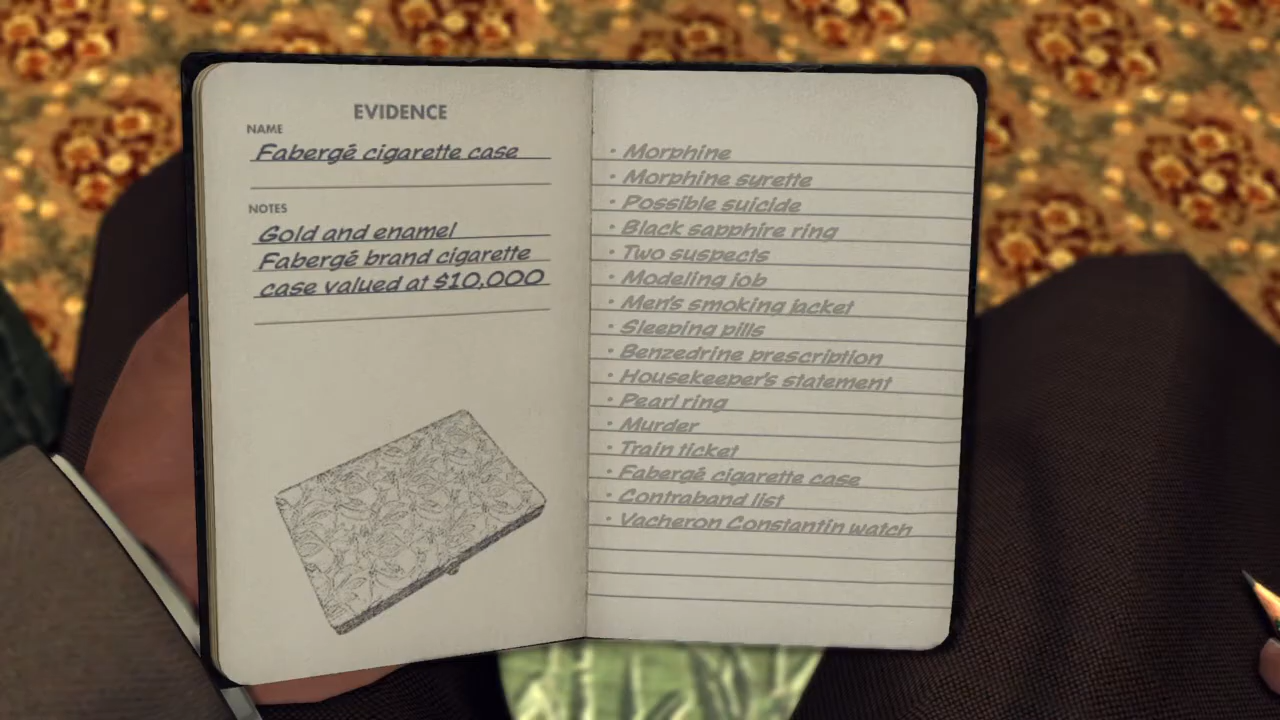 EVIDENCE
NAME
Fabergé cigarette case
NOTES
Gold and enamel
Fabergé brand cigarette
case valued at $10,000
• Morphine
• Morphine syrette
• Possible suicide
• Black sapphire ring
• Two suspects
• Modeling job
• Men's smoking jacket
• Sleeping pills
• Benzedrine prescription
• Housekeeper's statement
• Pearl ring
• Murder
• Train ticket
• Fabergé cigarette case
• Contraband list
• Vacheron Constantin watch